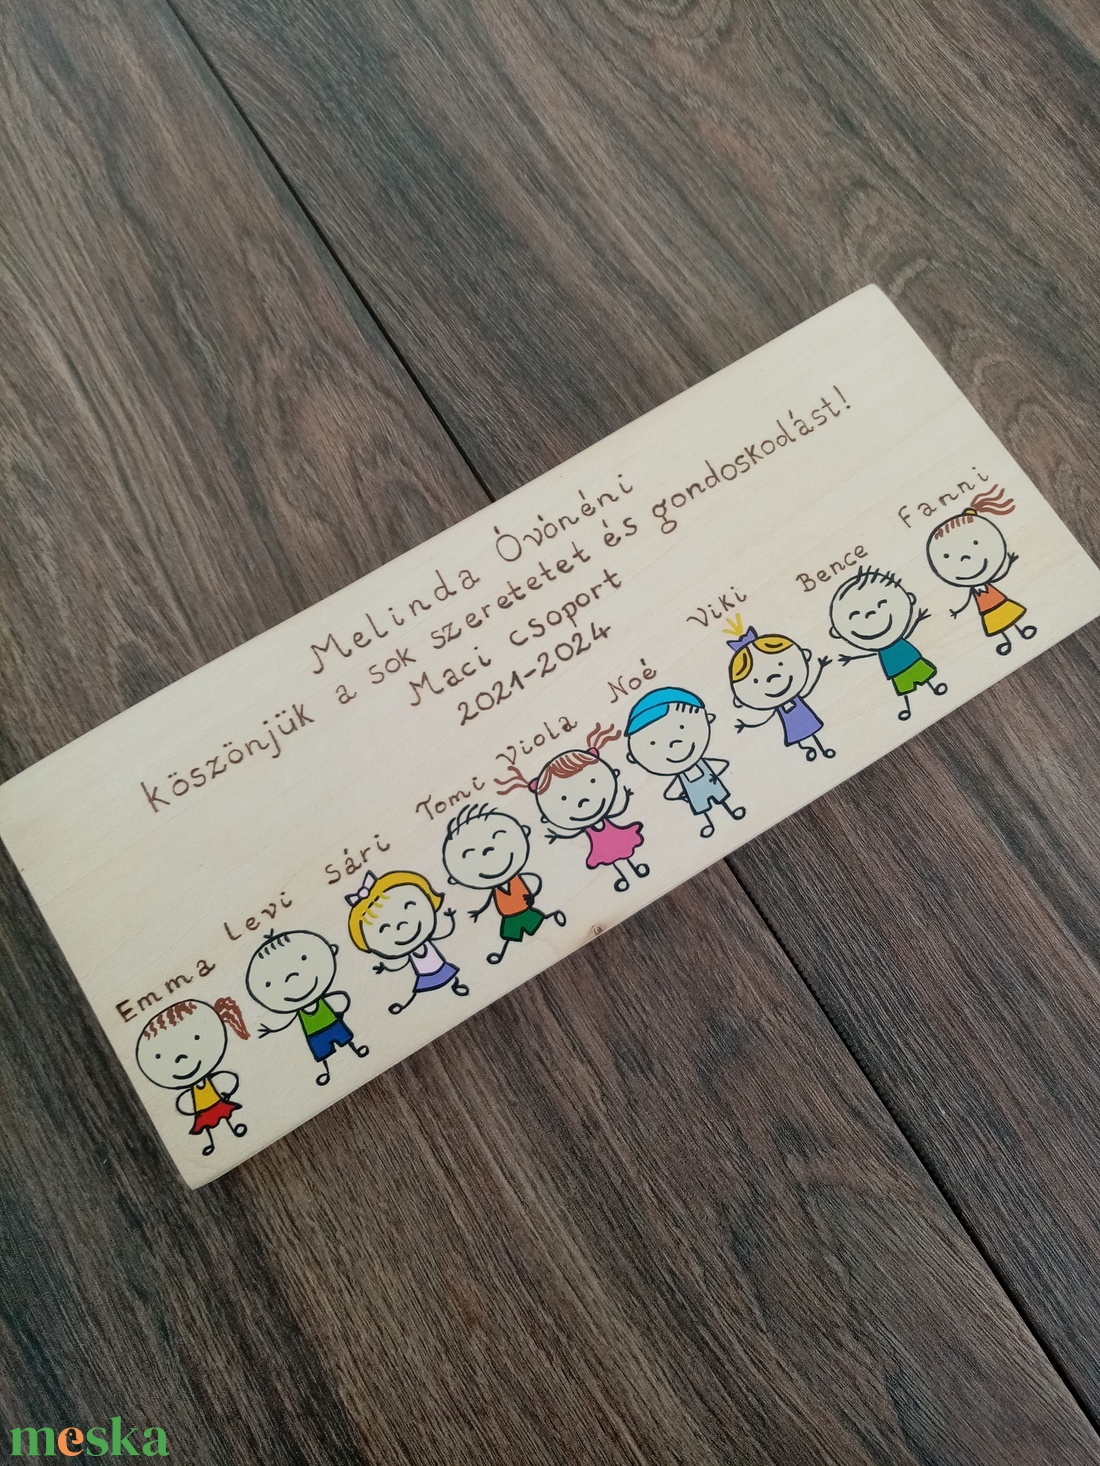 Melinda Óvónéni
köszönjük a sok szeretetet és gondoskodást!
Maci csoport
2021-2024
Emma Levi Sári Tomi Viola Noé Viki Bence Fanni
meska